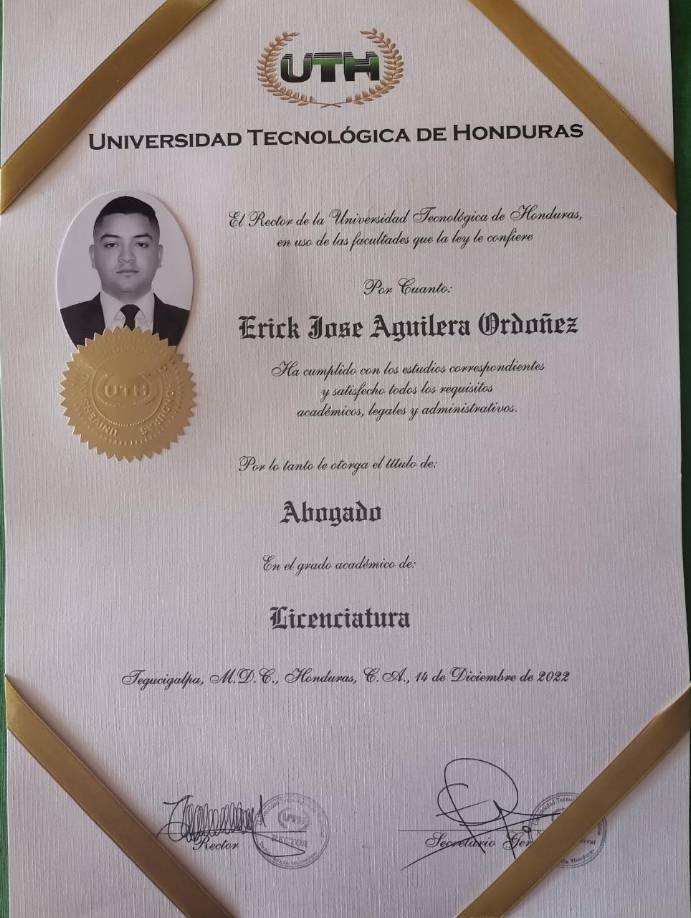 UTH
UNIVERSIDAD TECNOLÓGICA DE HONDURAS
El Rector de la Universidad Tecnológica de Honduras,
en uso de las facultades que la ley le confiere
Por Cuanto:
Erick Jose Aguilera Ordoñez
Ha cumplido con los estudios correspondientes
y satisfecho todos los requisitos
académicos, legales y administrativos.
UTH
Por lo tanto le otorga el título de:
Abogado
En el grado académico de:
Licenciatura
Tegucigalpa, M.D.C., Honduras, C.A., 14 de Diciembre de 2022
UTH
RECTOR
Rector
Secretario